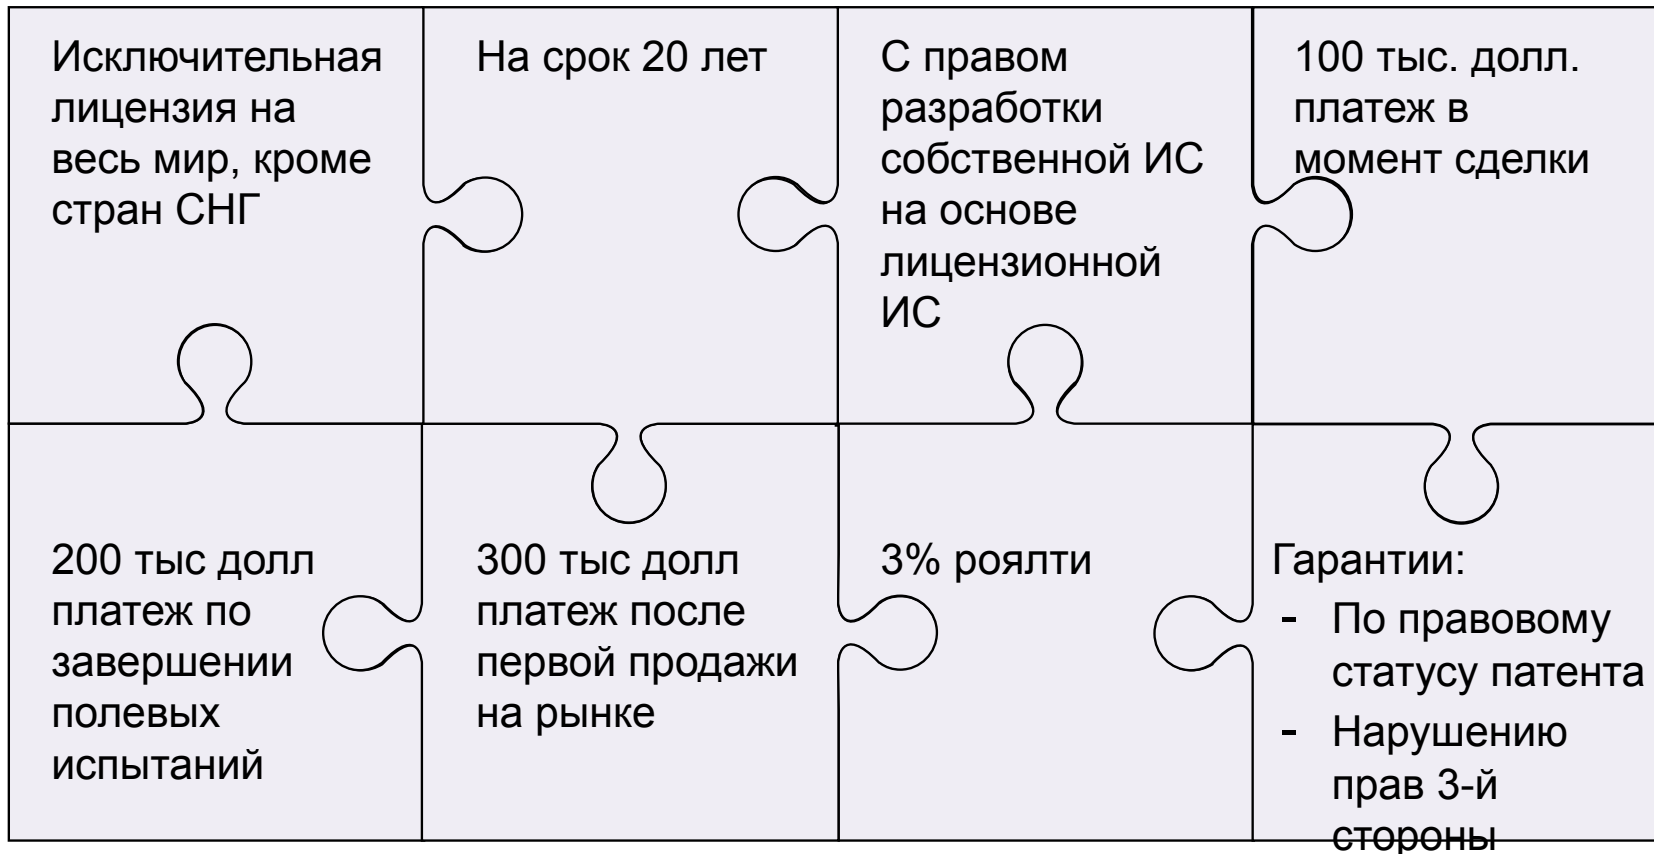 Исключительная
лицензия на
весь мир, кроме
стран СНГ
На срок 20 лет
С правом
разработки
собственной ИС
на основе
лицензионной
ИС
100 тыс. долл.
платеж в
момент сделки
200 тыс долл
платеж по
завершении
полевых
испытаний
300 тыс долл
платеж после
первой продажи
на рынке
3% роялти
Гарантии:
- По правовому
статусу патента
- Нарушению
прав 3-й
стороны